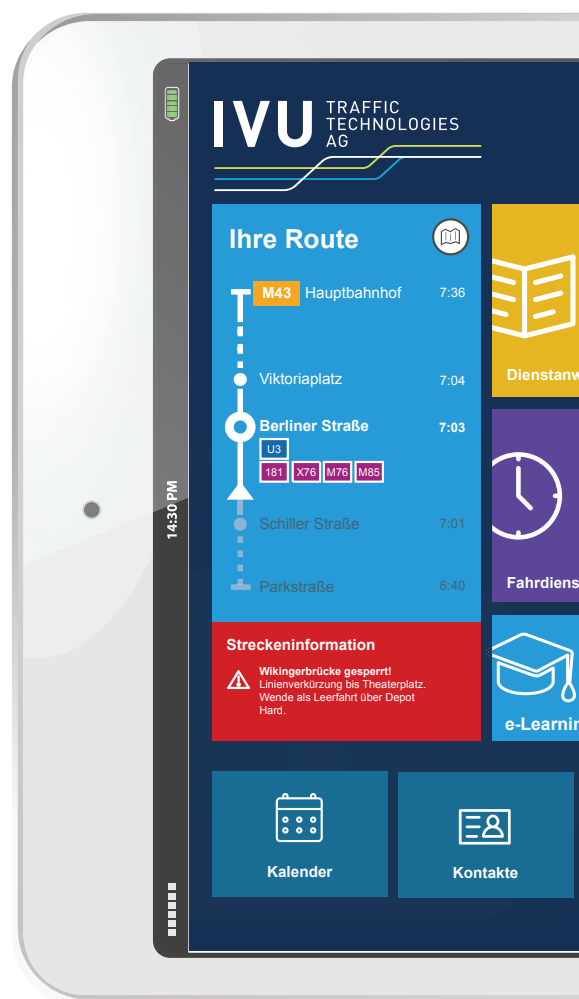 IVU TRAFFIC
TECHNOLOGIES
AG
Ihre Route
M43 Hauptbahnhof 7:36
Viktoriaplatz 7:04
Berliner Straße 7:03
U3
181 X76 M76 M85
Schiller Straße 7:01
Parkstraße 6:40
Streckeninformation
Wikingerbrücke gesperrt!
Linienverkürzung bis Theaterplatz.
Wende als Leerfahrt über Depot
Hard.
Dienstanw
Fahrdiens
e-Learnin
Kalender
Kontakte
14:30 PM